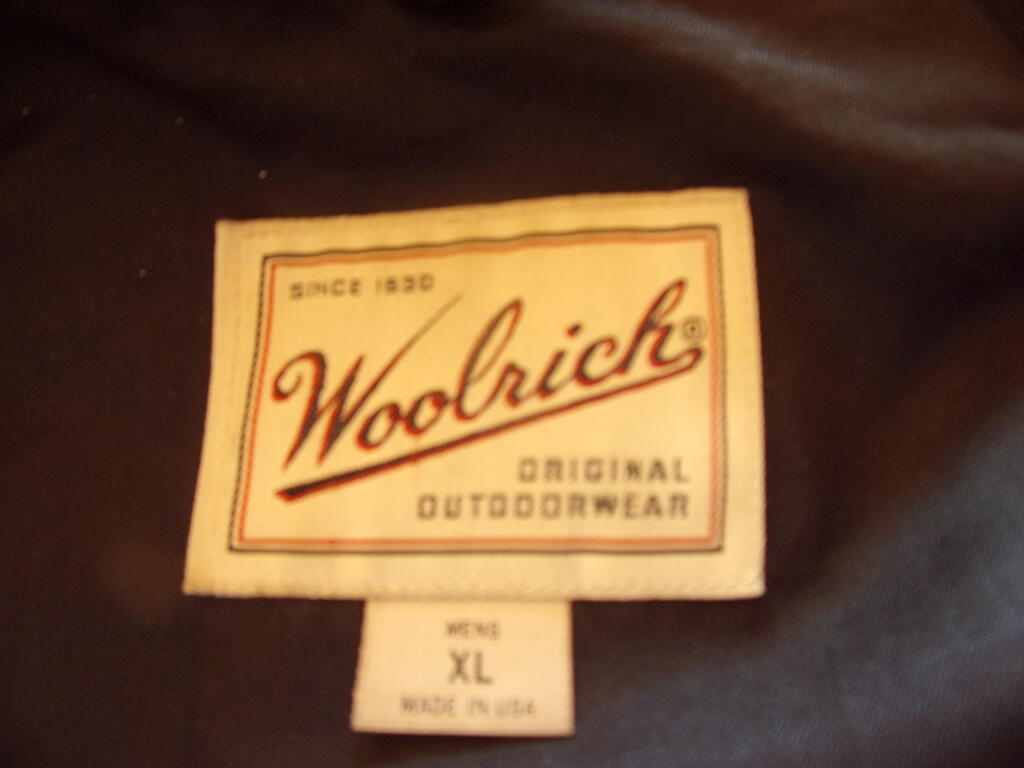 SINCE 1830
Woolrich®
ORIGINAL
OUTDOORWEAR
MENS
XL
MADE IN USA